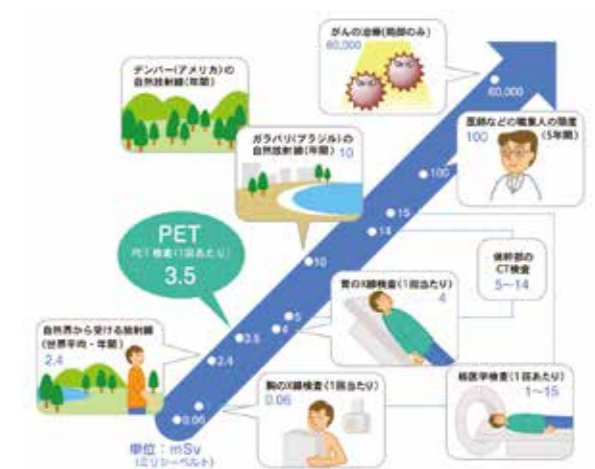 がんの治療(局部のみ)
60,000
デンバー(アメリカ)の
自然放射線(年間)
60,000
医師などの職業人の限度
100 (5年間)
ガラパリ(ブラジル)の
自然放射線(年間) 10
100
15
14
PET
PET検査(1回あたり)
3.5
10
体幹部の
CT検査
5～14
胃のX線検査(1回当たり)
4
5
4
自然界から受ける放射線
(世界平均・年間)
2.4
2.4
核医学検査(1回あたり)
1～15
胸のX線検査(1回当たり)
0.06
0.06
単位：mSv
(ミリシーベルト)